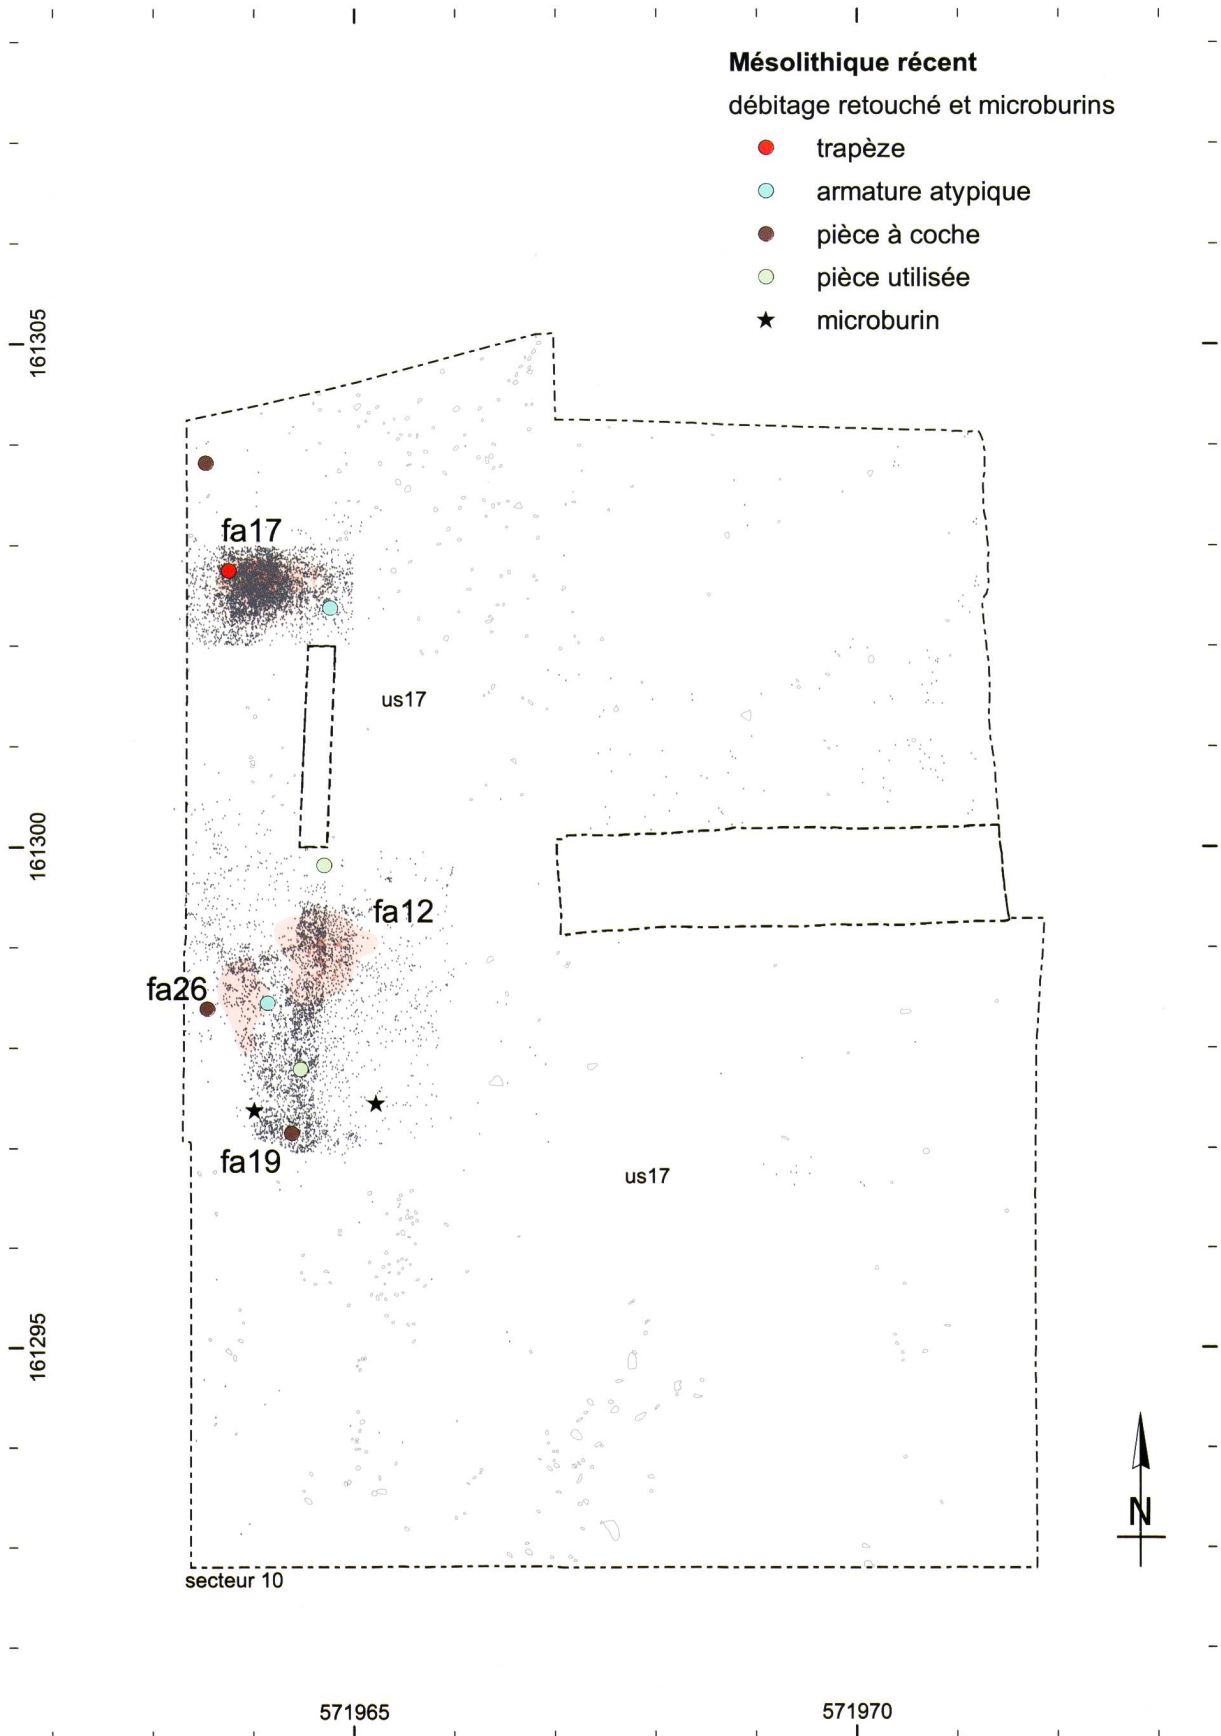 Mésolithique récent
débitage retouché et microburins
trapèze
armature atypique
pièce à coche
pièce utilisée
microburin
161305
fa17
us17
161300
fa12
fa26
fa19
us17
161295
N
secteur 10
571965
571970